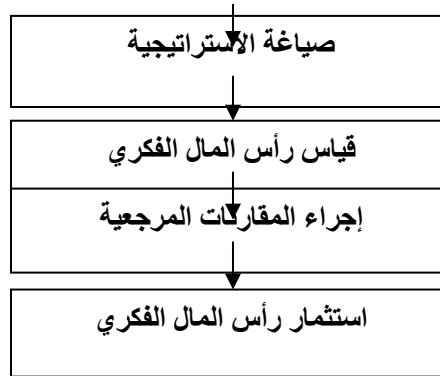 صياغة الاستراتيجية
قياس رأس المال الفكري
إجراء المقارنات المرجعية
استثمار رأس المال الفكري